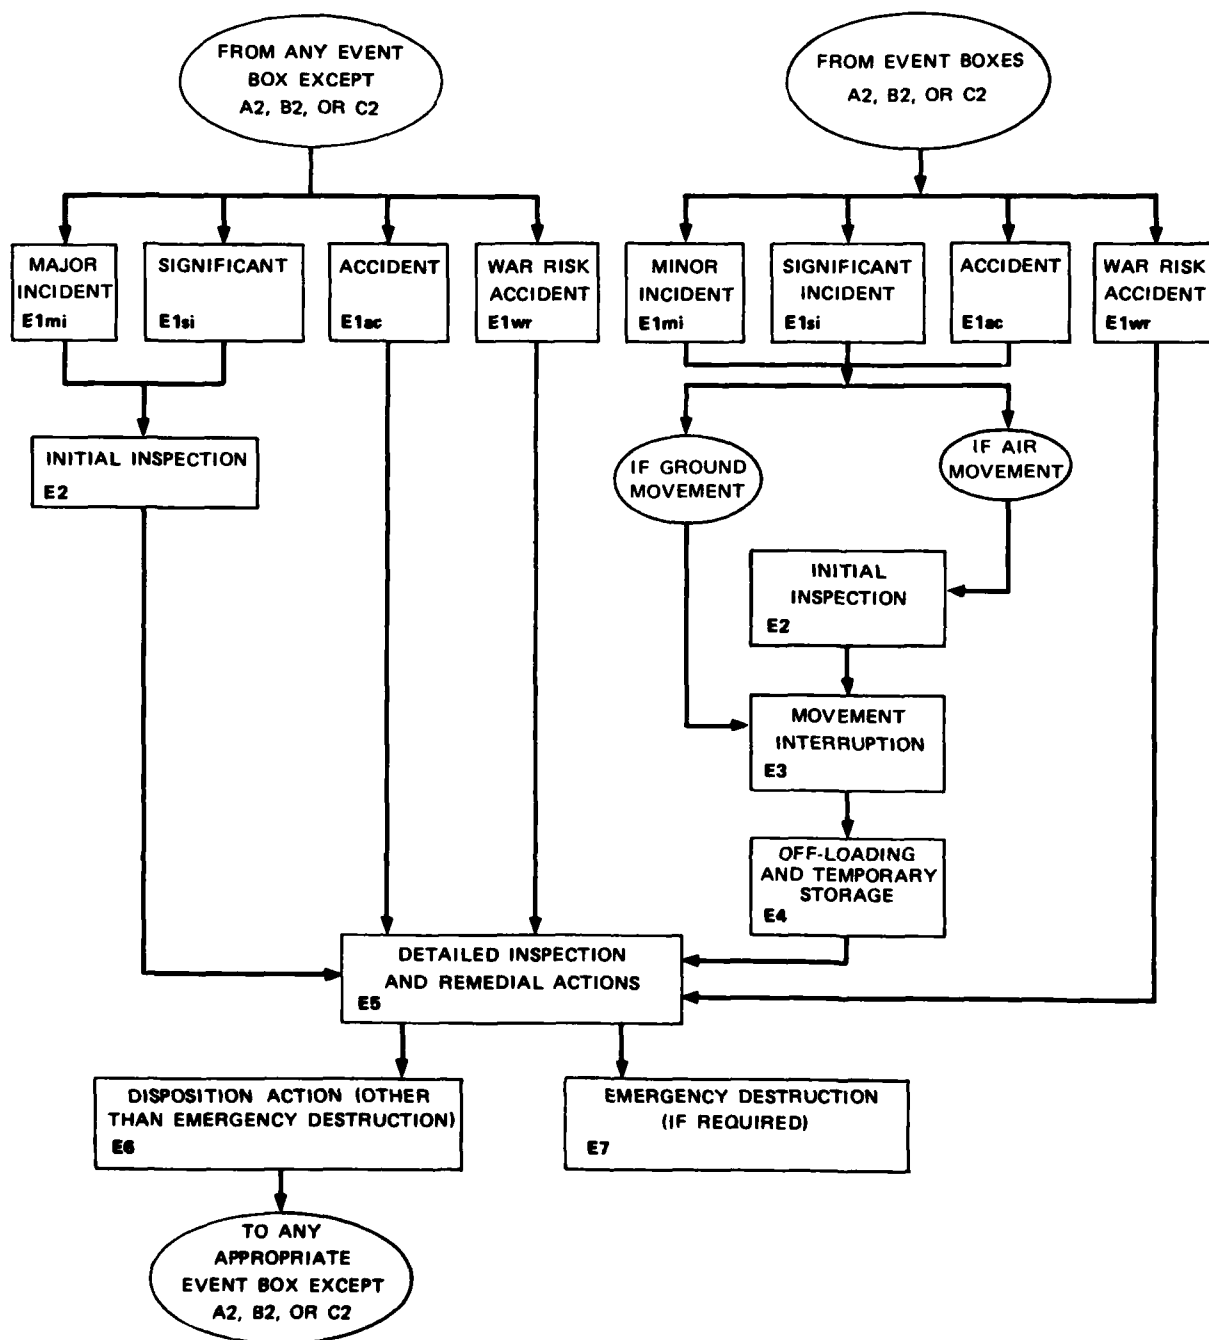 FROM ANY EVENT
BOX EXCEPT
A2, B2, OR C2
FROM EVENT BOXES
A2, B2, OR C2
MAJOR
INCIDENT
E1mi
SIGNIFICANT
E1si
ACCIDENT
E1ac
WAR RISK
ACCIDENT
E1wr
MINOR
INCIDENT
E1mi
SIGNIFICANT
INCIDENT
E1si
ACCIDENT
E1ac
WAR RISK
ACCIDENT
E1wr
INITIAL INSPECTION
E2
IF GROUND
MOVEMENT
IF AIR
MOVEMENT
INITIAL
INSPECTION
E2
MOVEMENT
INTERRUPTION
E3
OFF-LOADING
AND TEMPORARY
STORAGE
E4
DETAILED INSPECTION
AND REMEDIAL ACTIONS
E5
DISPOSITION ACTION (OTHER
THAN EMERGENCY DESTRUCTION)
E6
EMERGENCY DESTRUCTION
(IF REQUIRED)
E7
TO ANY
APPROPRIATE
EVENT BOX EXCEPT
A2, B2, OR C2